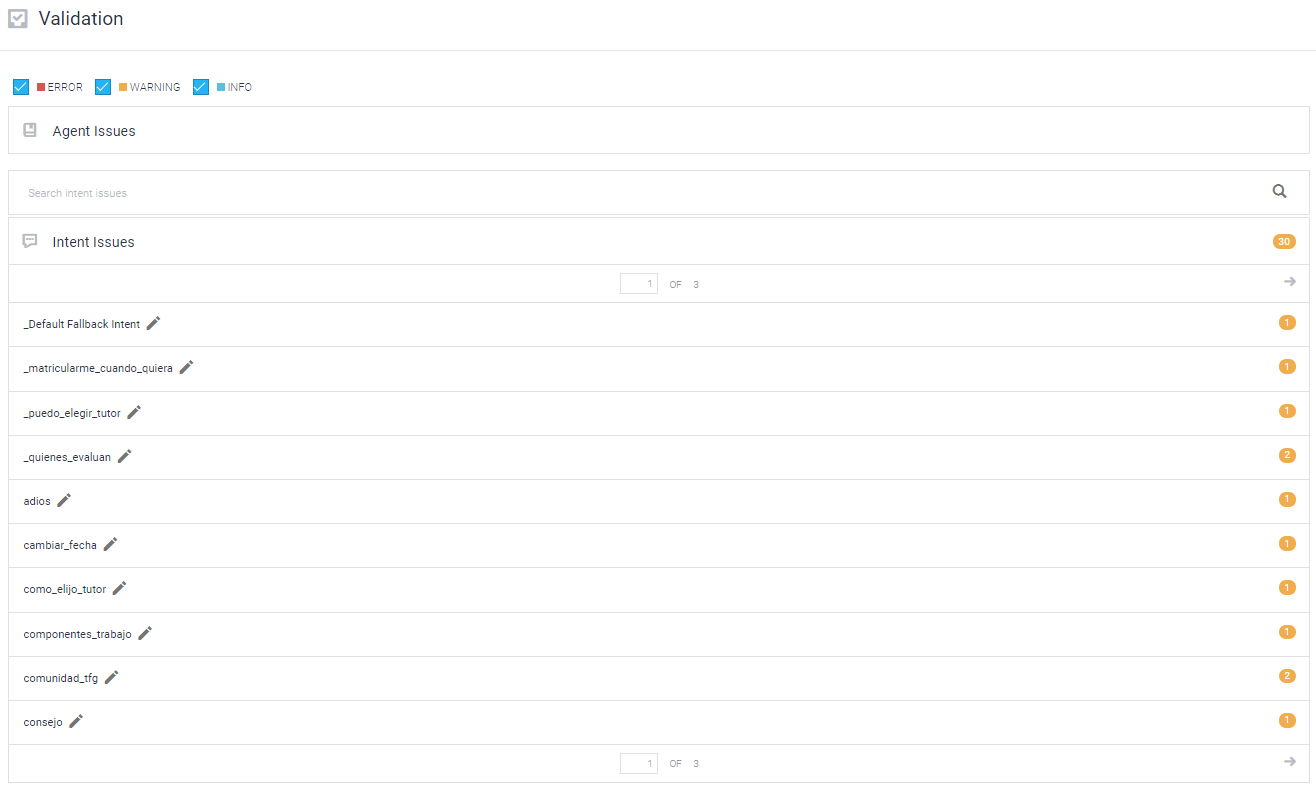 Validation
ERROR WARNING INFO
Agent Issues
Search intent issues
Intent Issues 30
1 OF 3
_Default Fallback Intent 1
_matricularme_cuando_quiera 1
_puedo_elegir_tutor 1
_quienes_evaluan 2
adios 1
cambiar_fecha 1
como_elijo_tutor 1
componentes_trabajo 1
comunidad_tfg 2
consejo 1
1 OF 3